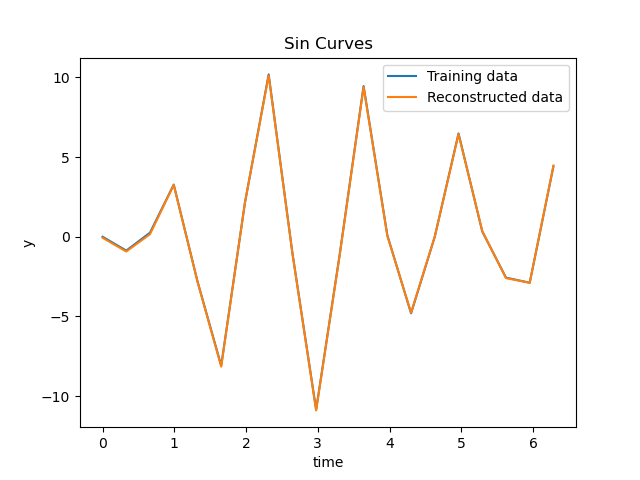 Sin Curves
Training data
Reconstructed data
10
5
0
−5
−10
y
0 1 2 3 4 5 6
time